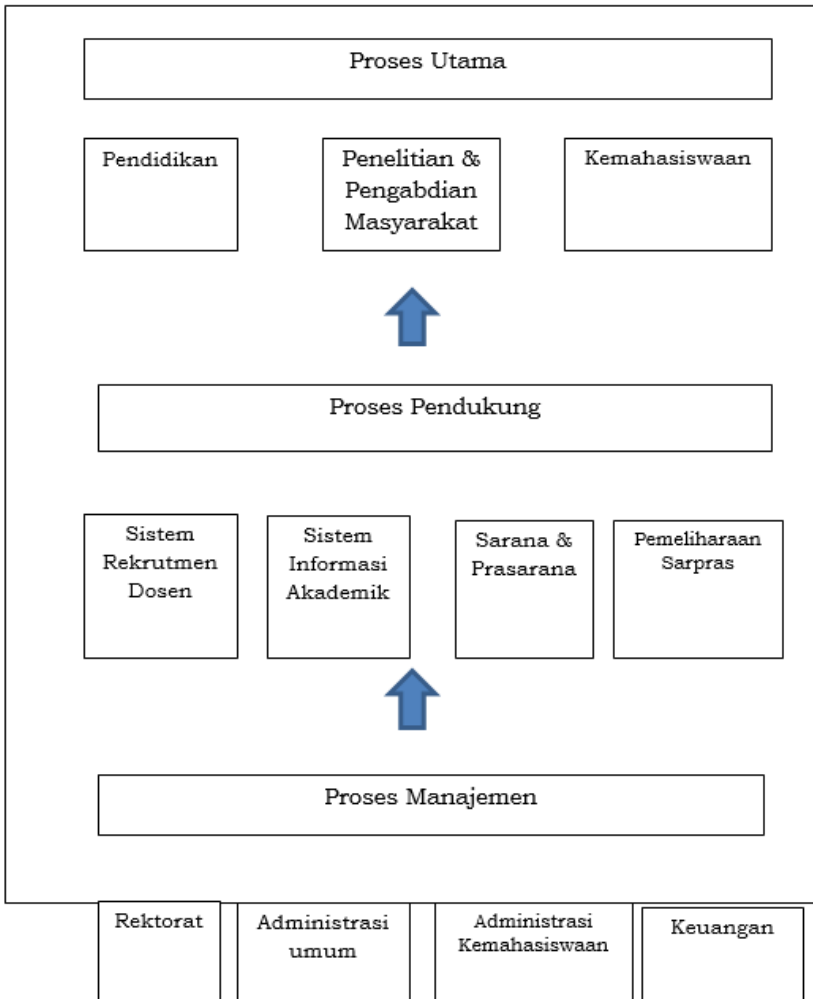 Proses Utama
Pendidikan
Penelitian &
Pengabdian
Masyarakat
Kemahasiswaan
Proses Pendukung
Sistem
Rekrutmen
Dosen
Sistem
Informasi
Akademik
Sarana &
Prasarana
Pemeliharaan
Sarpras
Proses Manajemen
Rektorat
Administrasi
umum
Administrasi
Kemahasiswaan
Keuangan